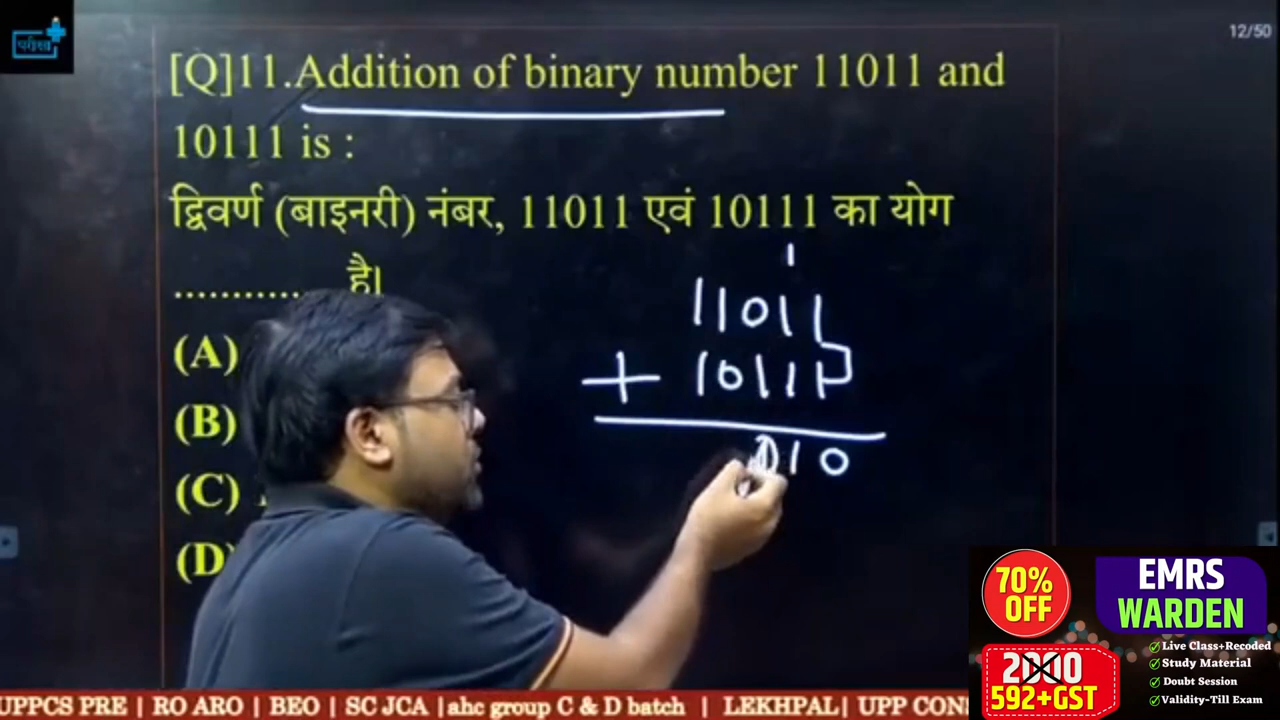 परीक्षा
12/50
[Q]11.Addition of binary number 11011 and
10111 is :
द्विवर्ण (बाइनरी) नंबर, 11011 एवं 10111 का योग
............. है।
1
11011
+ 10111
010
(A)
(B)
(C)
(D)
70%
OFF
EMRS
WARDEN
2000
592+GST
Live Class+Recoded
Study Material
Doubt Session
Validity-Till Exam
UPPCS PRE | RO ARO | BEO | SC JCA | ahc group C & D batch | LEKHPAL | UPP CONS